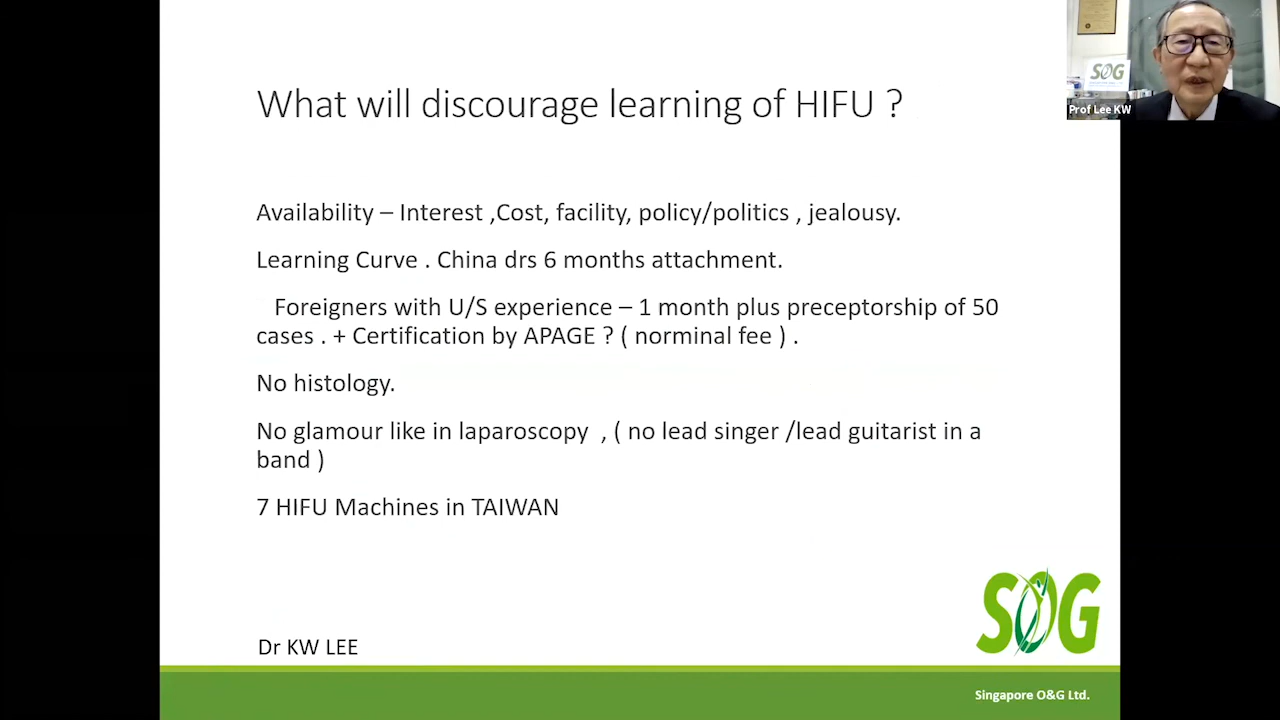 What will discourage learning of HIFU ?
SOG
Prof Lee KW
Availability – Interest ,Cost, facility, policy/politics , jealousy.
Learning Curve . China drs 6 months attachment.
Foreigners with U/S experience – 1 month plus preceptorship of 50
cases . + Certification by APAGE ? ( norminal fee ) .
No histology.
No glamour like in laparoscopy , ( no lead singer /lead guitarist in a
band )
7 HIFU Machines in TAIWAN
SOG
Dr KW LEE
Singapore O&G Ltd.